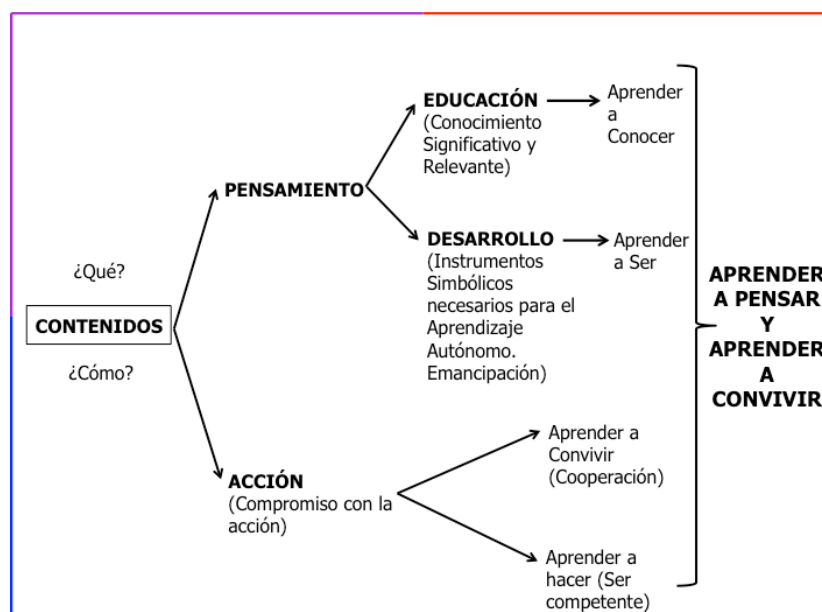 ¿Qué?
CONTENIDOS
¿Cómo?
PENSAMIENTO
EDUCACIÓN
(Conocimiento
Significativo y
Relevante)
Aprender
a
Conocer
DESARROLLO
(Instrumentos
Simbólicos
necesarios para el
Aprendizaje
Autónomo.
Emancipación)
Aprender
a Ser
ACCIÓN
(Compromiso con la
acción)
Aprender a
Convivir
(Cooperación)
Aprender a
hacer (Ser
competente)
APRENDER
A PENSAR
Y
APRENDER
A
CONVIVIR